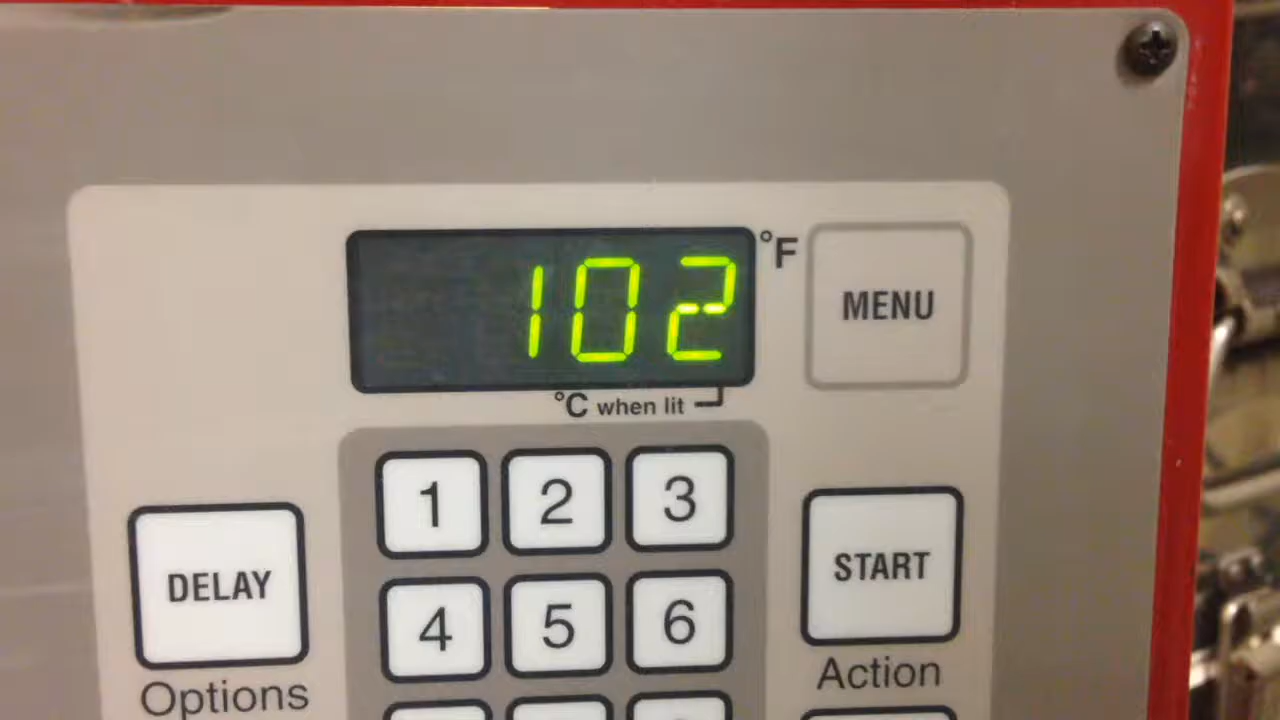 102 °F
MENU
°C when lit
1 2 3
DELAY
START
4 5 6
Options
Action